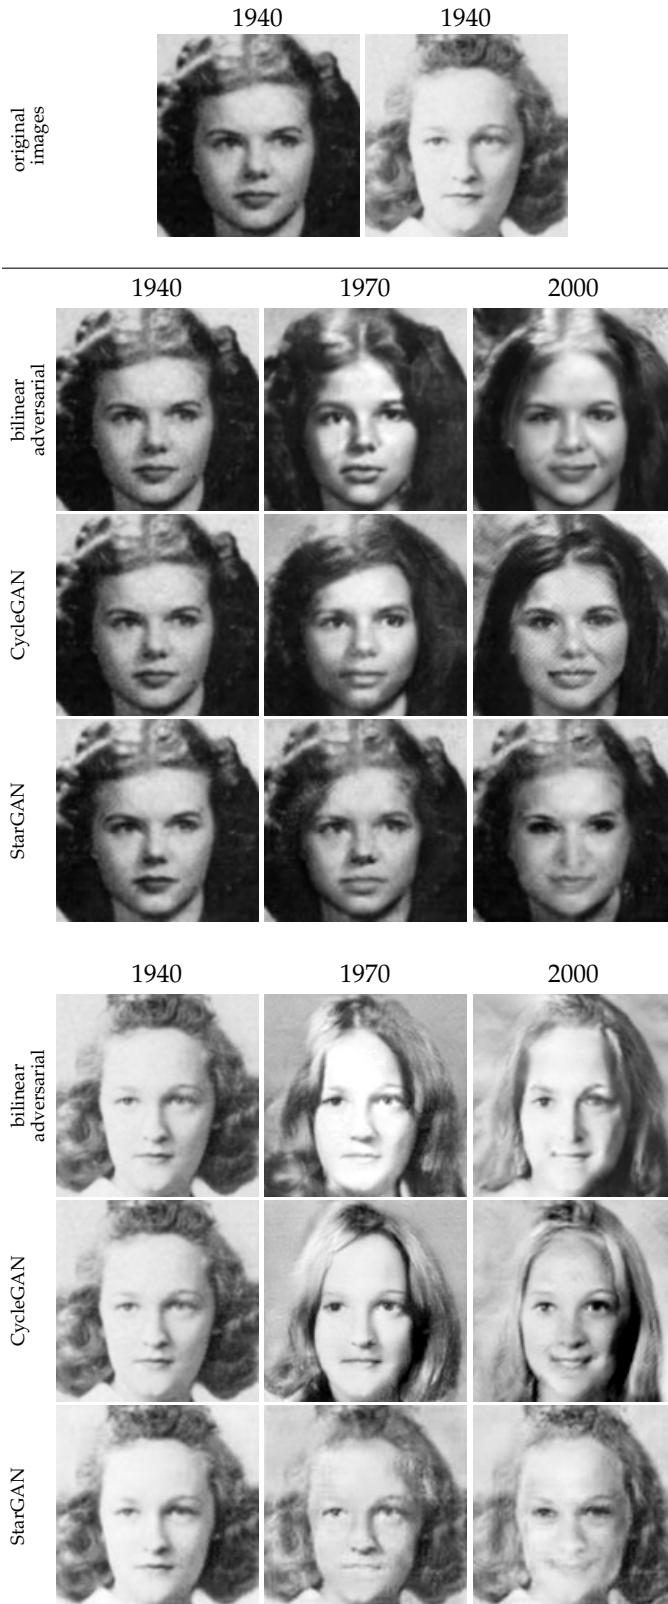 1940 1940
original
images
1940 1970 2000
bilinear
adversarial
CycleGAN
StarGAN
1940 1970 2000
bilinear
adversarial
CycleGAN
StarGAN